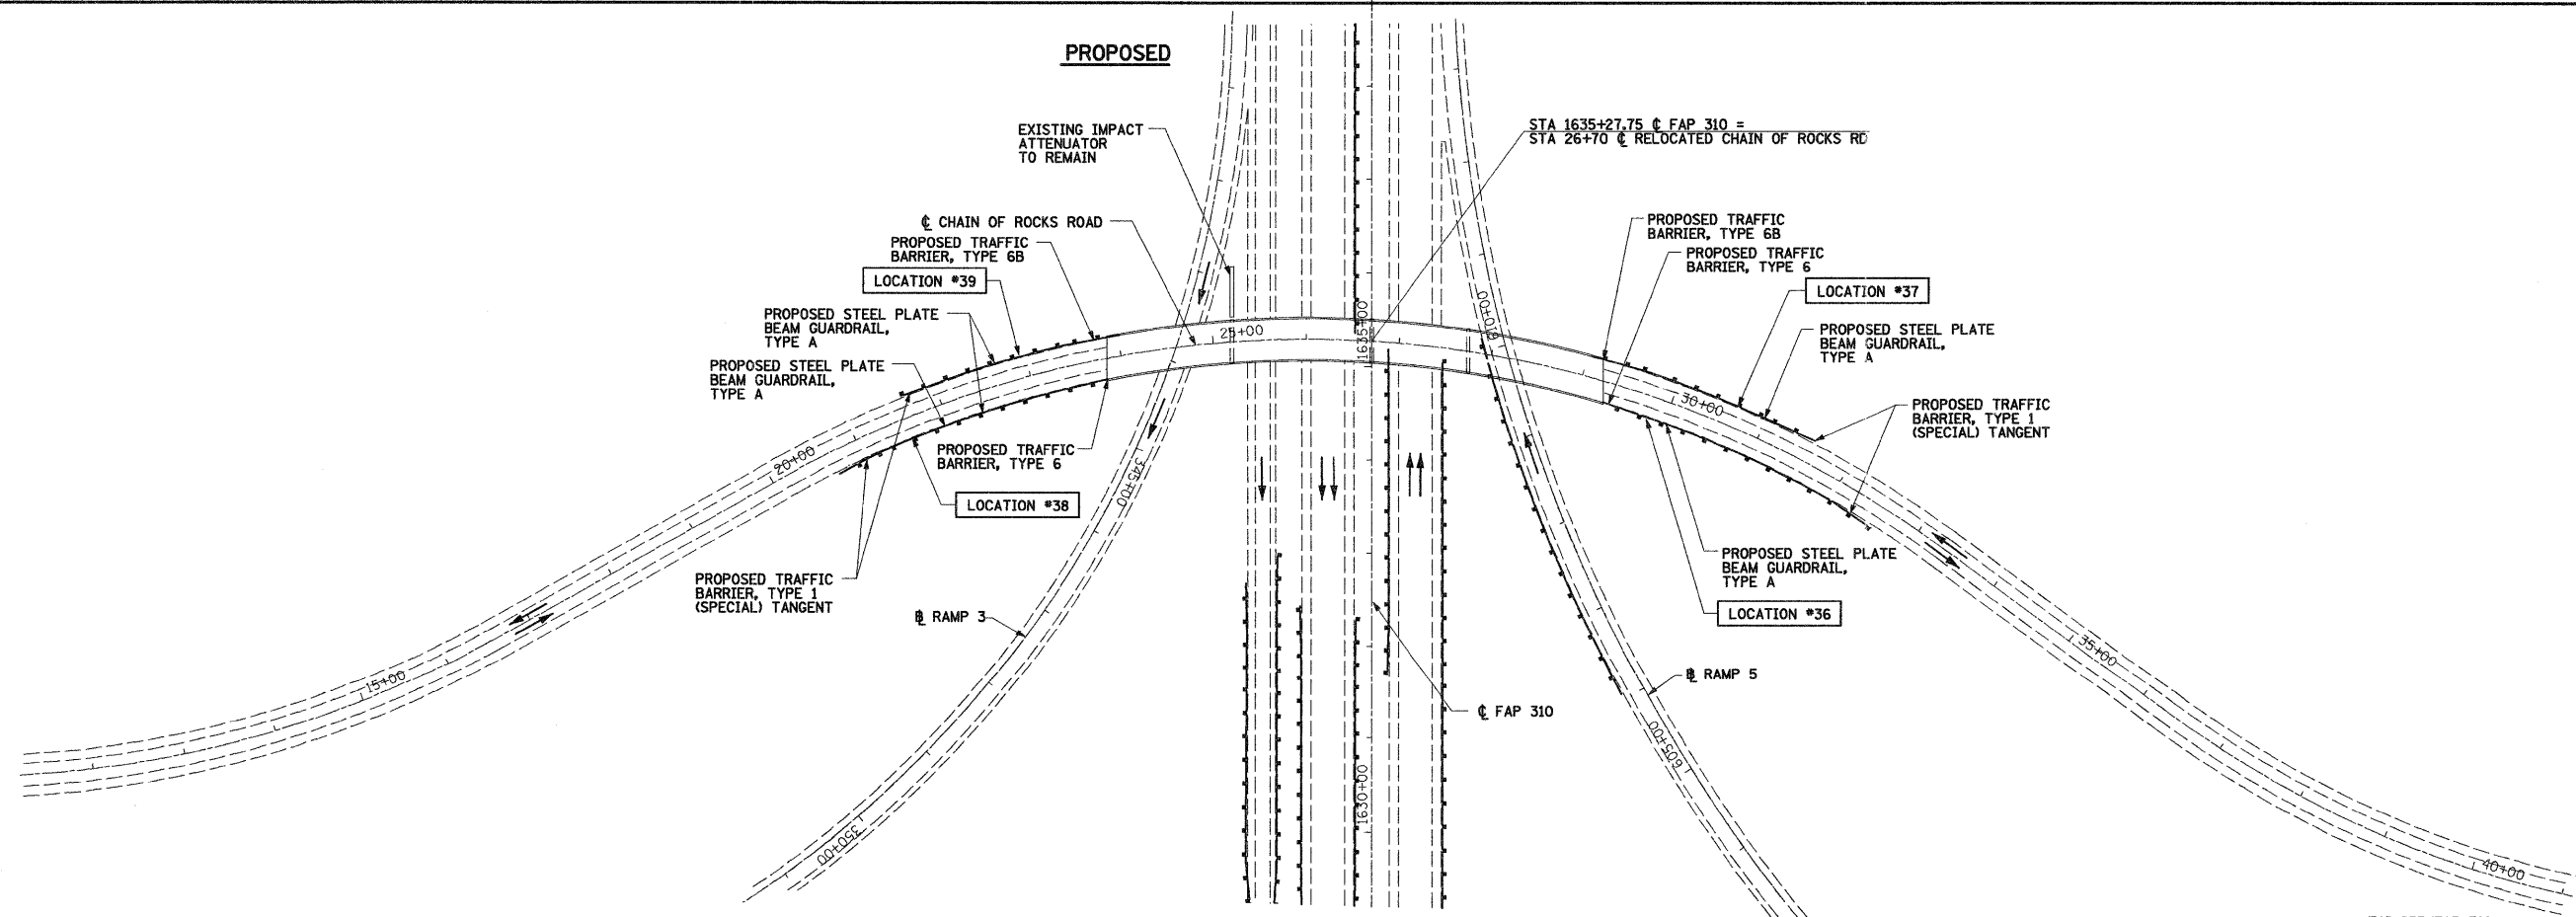 PROPOSED
EXISTING IMPACT
ATTENUATOR
TO REMAIN
STA 1635+27.75 ℄ FAP 310 =
STA 26+70 ℄ RELOCATED CHAIN OF ROCKS RD
℄ CHAIN OF ROCKS ROAD
PROPOSED TRAFFIC
BARRIER, TYPE 6B
LOCATION #39
PROPOSED STEEL PLATE
BEAM GUARDRAIL,
TYPE A
PROPOSED STEEL PLATE
BEAM GUARDRAIL,
TYPE A
PROPOSED TRAFFIC
BARRIER, TYPE 6B
PROPOSED TRAFFIC
BARRIER, TYPE 6
LOCATION #37
PROPOSED STEEL PLATE
BEAM GUARDRAIL,
TYPE A
PROPOSED TRAFFIC
BARRIER, TYPE 1
(SPECIAL) TANGENT
25+00
1635+00
610+00
30+00
20+00
PROPOSED TRAFFIC
BARRIER, TYPE 6
345+00
LOCATION #38
PROPOSED TRAFFIC
BARRIER, TYPE 1
(SPECIAL) TANGENT
PROPOSED STEEL PLATE
BEAM GUARDRAIL,
TYPE A
LOCATION #36
B̲L RAMP 3
15+00
35+00
B̲L RAMP 5
℄ FAP 310
605+00
1630+00
350+00
40+00